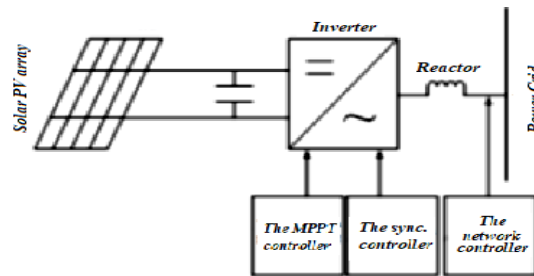 Inverter
Reactor
Solar PV array
Power Grid
The MPPT
controller
The sync.
controller
The
network
controller